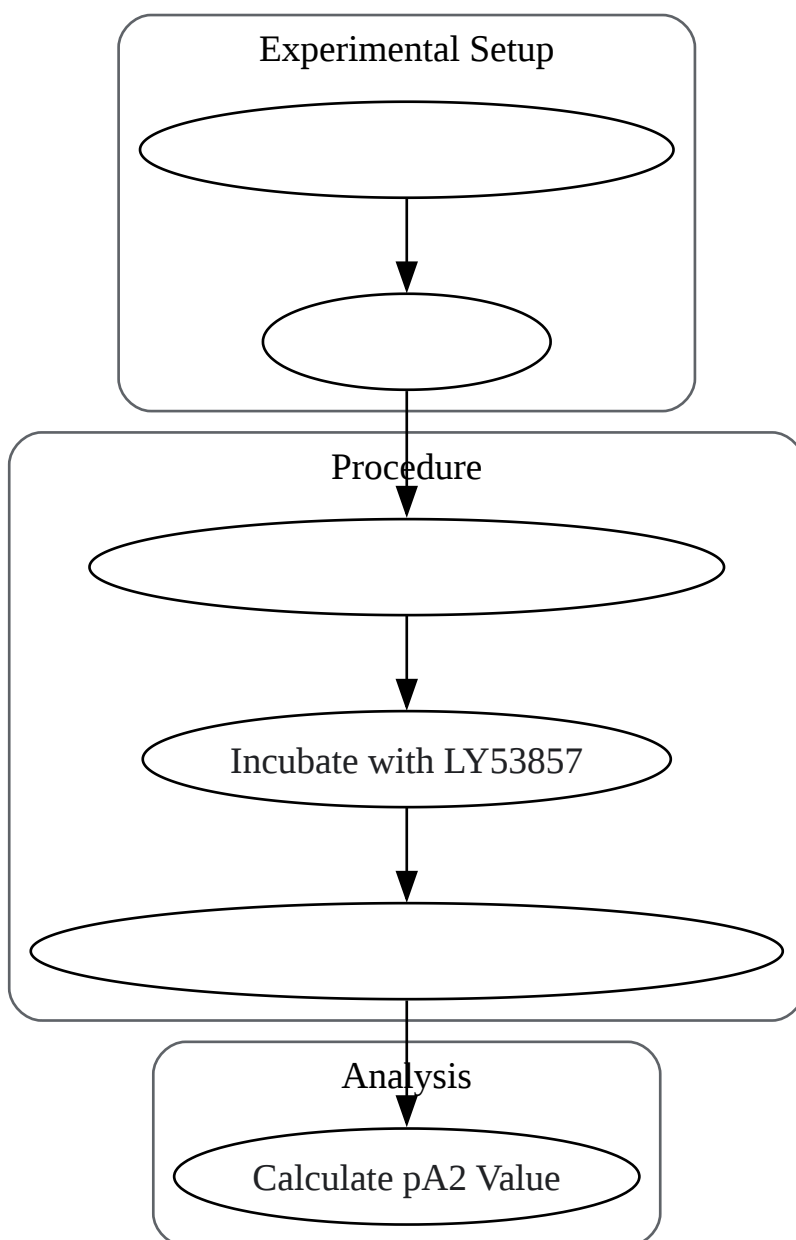 Experimental Setup
Procedure
Incubate with LY53857
Analysis
Calculate pA2 Value